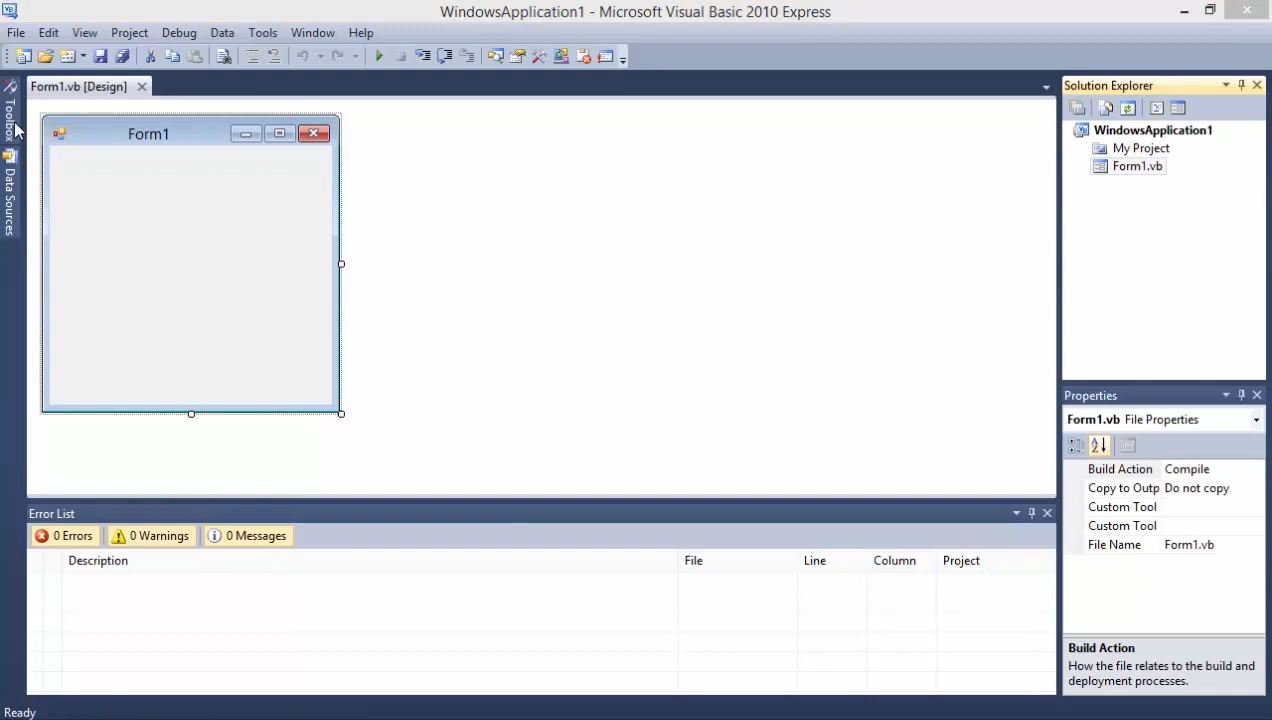 WindowsApplication1 - Microsoft Visual Basic 2010 Express
File Edit View Project Debug Data Tools Window Help
Form1.vb [Design]
Toolbox
Data Sources
Form1
Solution Explorer
WindowsApplication1
My Project
Form1.vb
Properties
Form1.vb File Properties
Build Action Compile
Copy to Outp Do not copy
Custom Tool
Custom Tool
File Name Form1.vb
Build Action
How the file relates to the build and
deployment processes.
Error List
0 Errors 0 Warnings 0 Messages
Description File Line Column Project
Ready